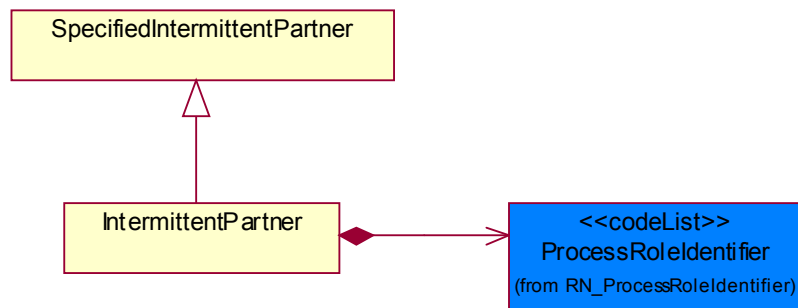 SpecifiedIntermittentPartner
IntermittentPartner
<<codeList>>
ProcessRoleIdentifier
(from RN_ProcessRoleIdentifier)